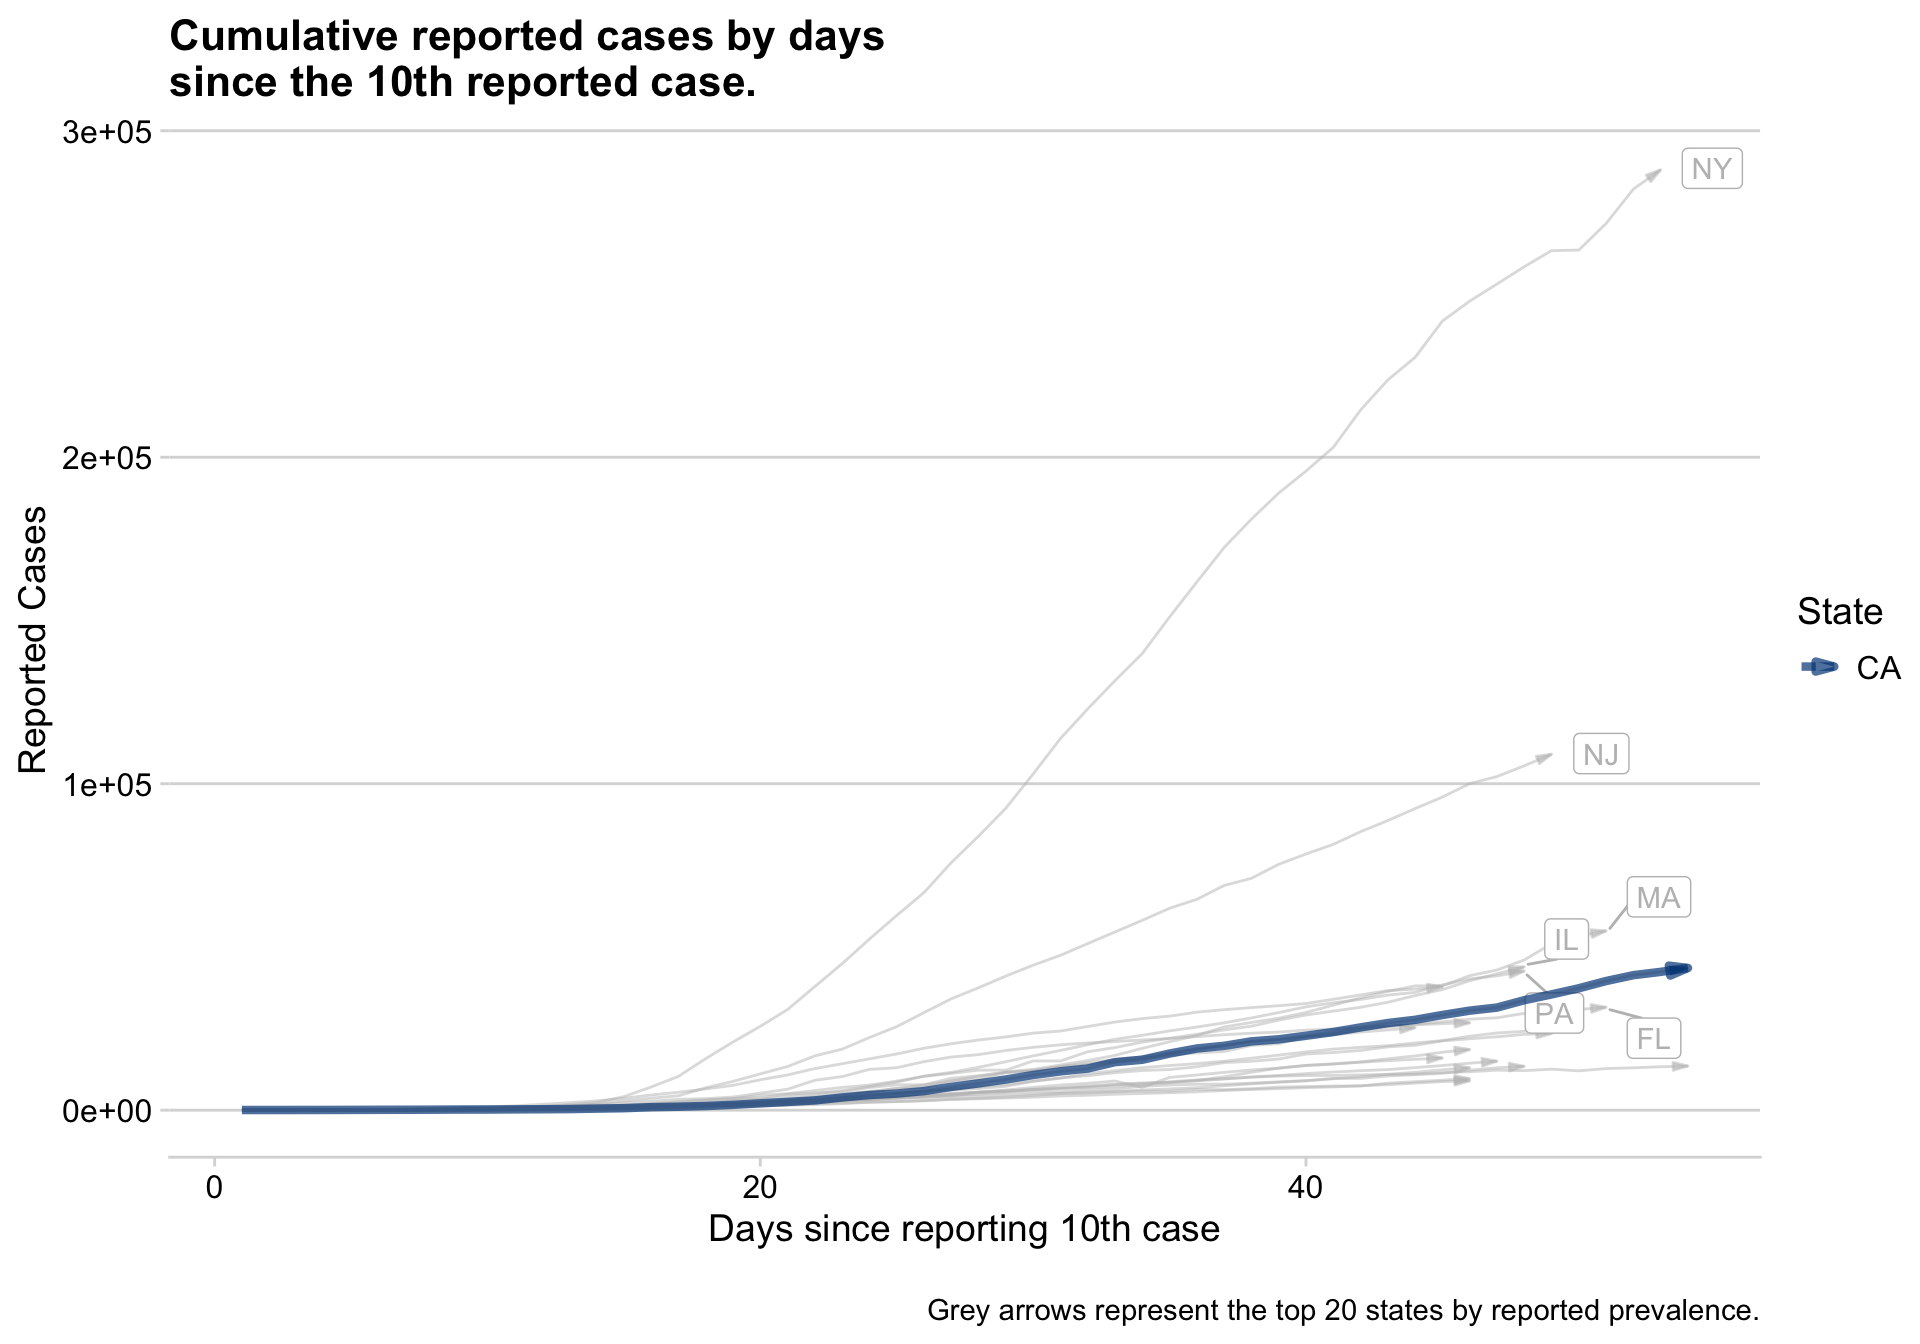 Cumulative reported cases by days
since the 10th reported case.
3e+05
2e+05
1e+05
0e+00
Reported Cases
NY
NJ
MA
IL
PA
FL
State
CA
0
20
40
Days since reporting 10th case
Grey arrows represent the top 20 states by reported prevalence.